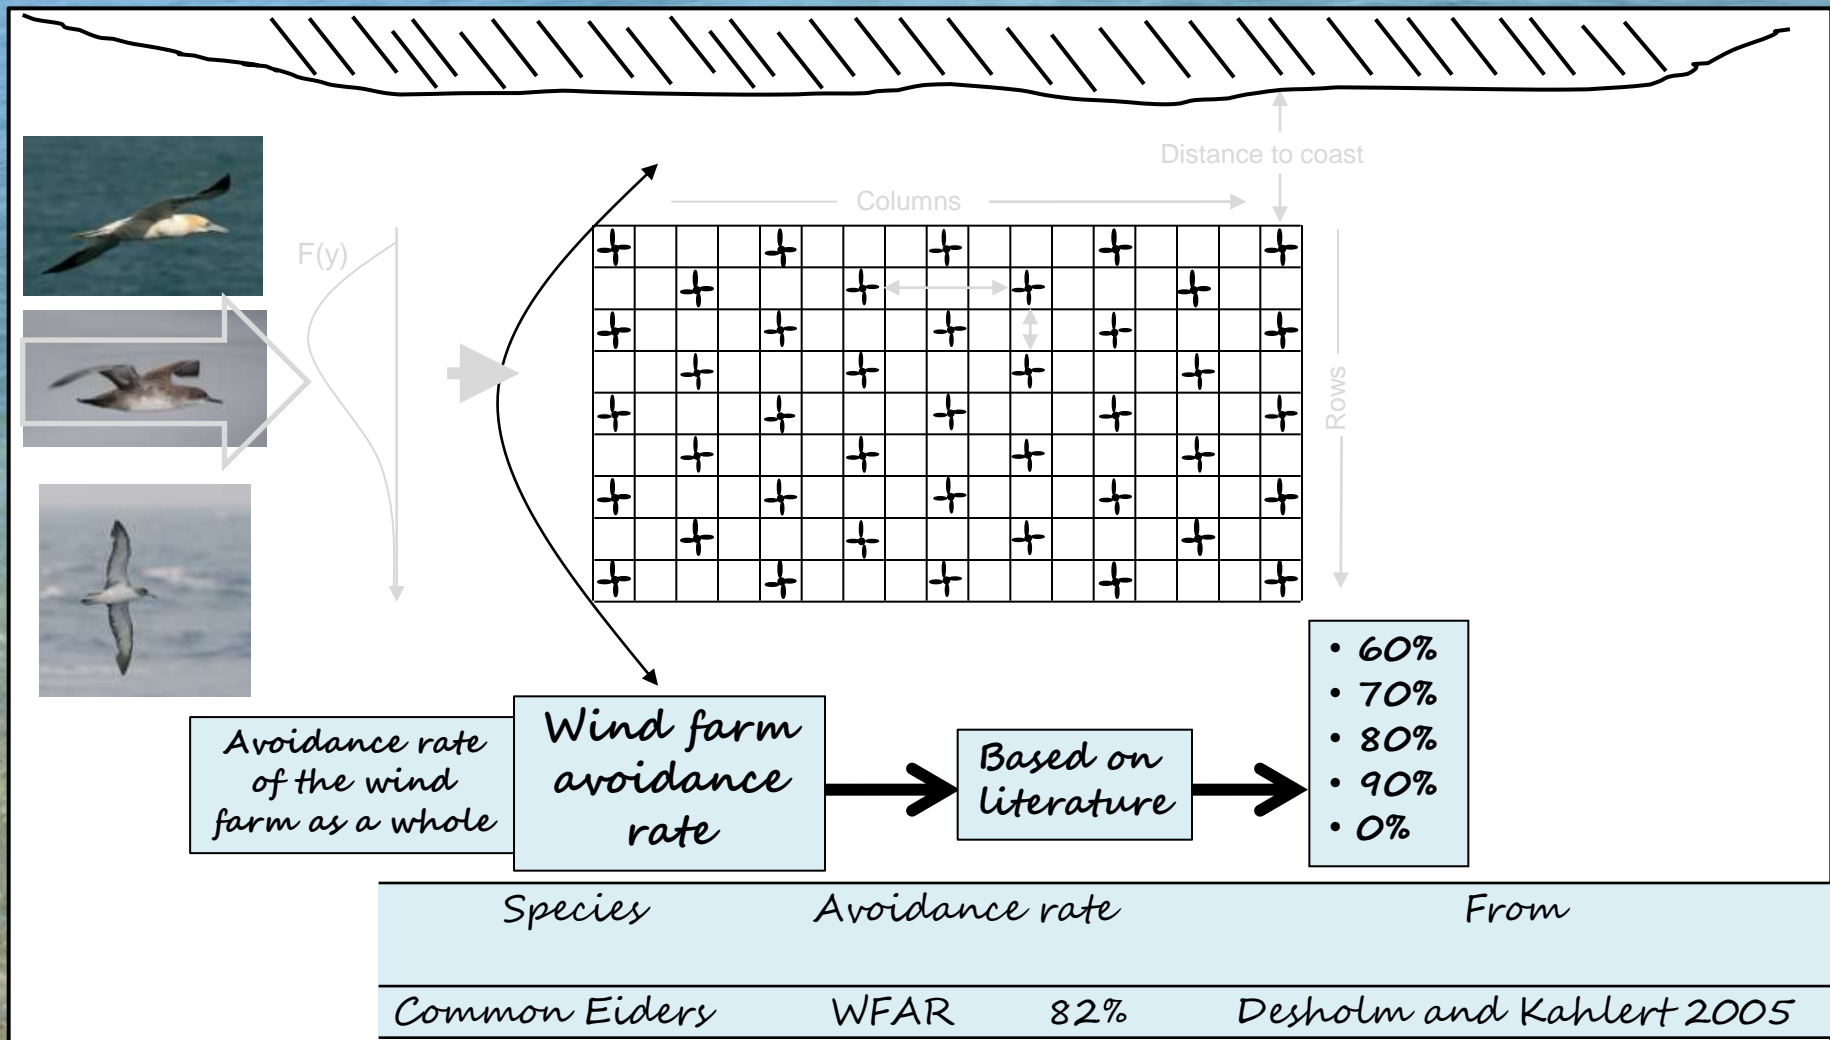 Distance to coast
Columns
F(y)
Rows
Avoidance rate
of the wind
farm as a whole
Wind farm
avoidance
rate
Based on
literature
• 60%
• 70%
• 80%
• 90%
• 0%
Species Avoidance rate From
Common Eiders WFAR 82% Desholm and Kahlert 2005